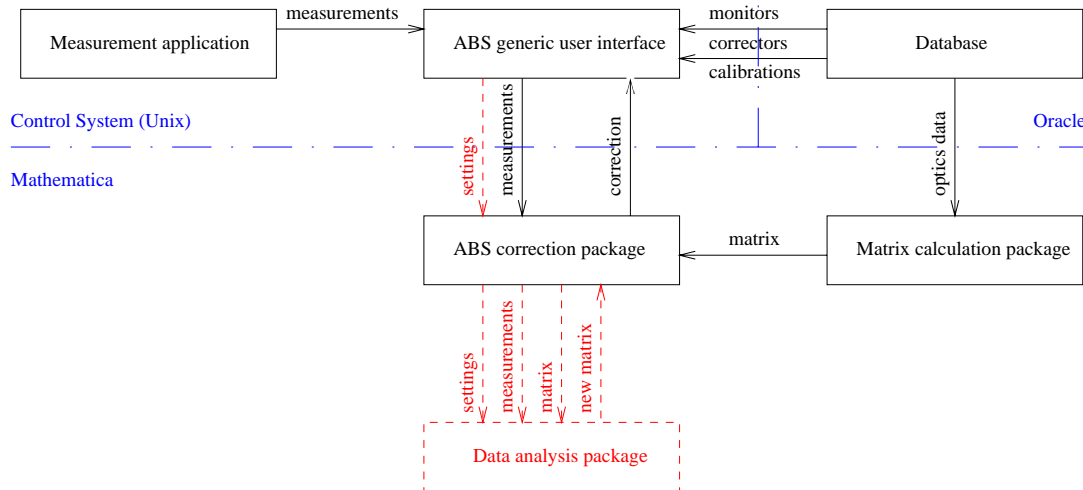 measurements
monitors
Measurement application
ABS generic user interface
correctors
Database
calibrations
Control System (Unix)
Oracle
settings
measurements
correction
optics data
Mathematica
ABS correction package
matrix
Matrix calculation package
settings
measurements
matrix
new matrix
Data analysis package